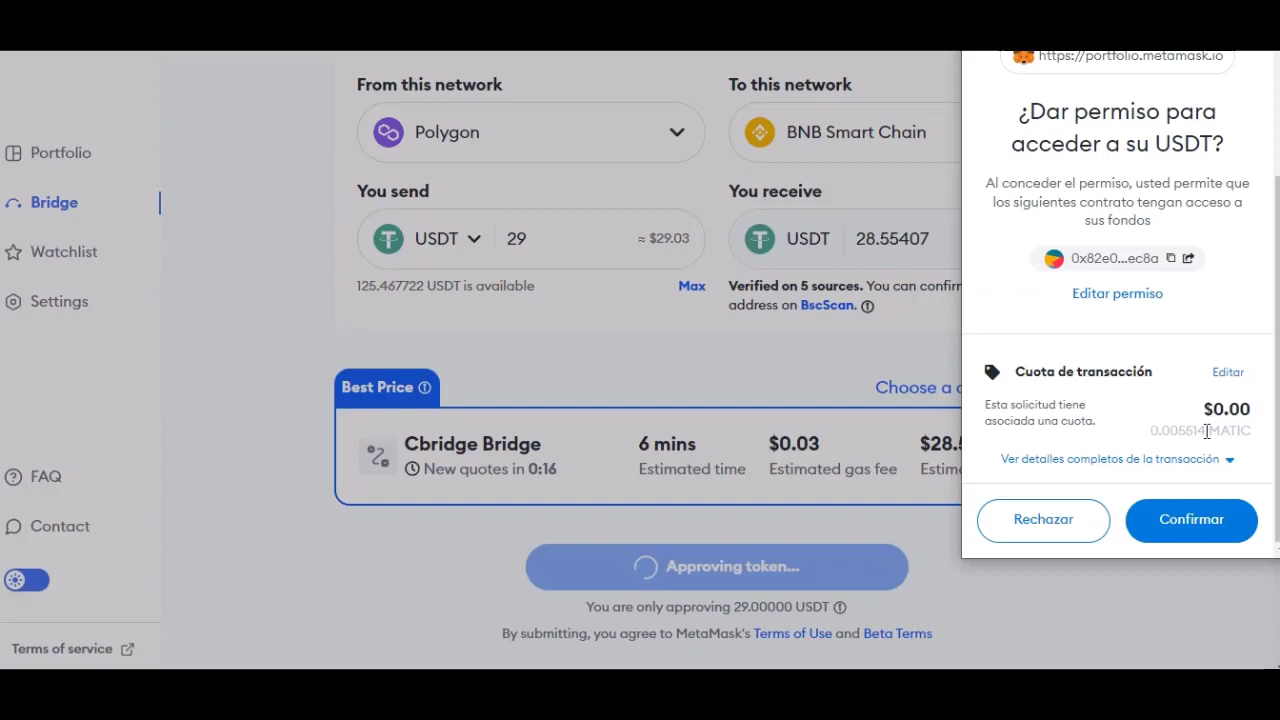 Portfolio
Bridge
Watchlist
Settings
FAQ
Contact
Terms of service
From this network
Polygon
To this network
BNB Smart Chain
You send
USDT 29 ≈ $29.03
125.467722 USDT is available Max
You receive
USDT 28.55407
Verified on 5 sources. You can confirm
address on BscScan.
Best Price
Choose a
Cbridge Bridge
New quotes in 0:16
6 mins
Estimated time
$0.03
Estimated gas fee
$28.5
Approving token...
You are only approving 29.00000 USDT
By submitting, you agree to MetaMask's Terms of Use and Beta Terms
https://portfolio.metamask.io
¿Dar permiso para
acceder a su USDT?
Al conceder el permiso, usted permite que
los siguientes contrato tengan acceso a
sus fondos
0x82e0...ec8a
Editar permiso
Cuota de transacción Editar
Esta solicitud tiene
asociada una cuota.
$0.00
0.005514 MATIC
Ver detalles completos de la transacción
Rechazar
Confirmar